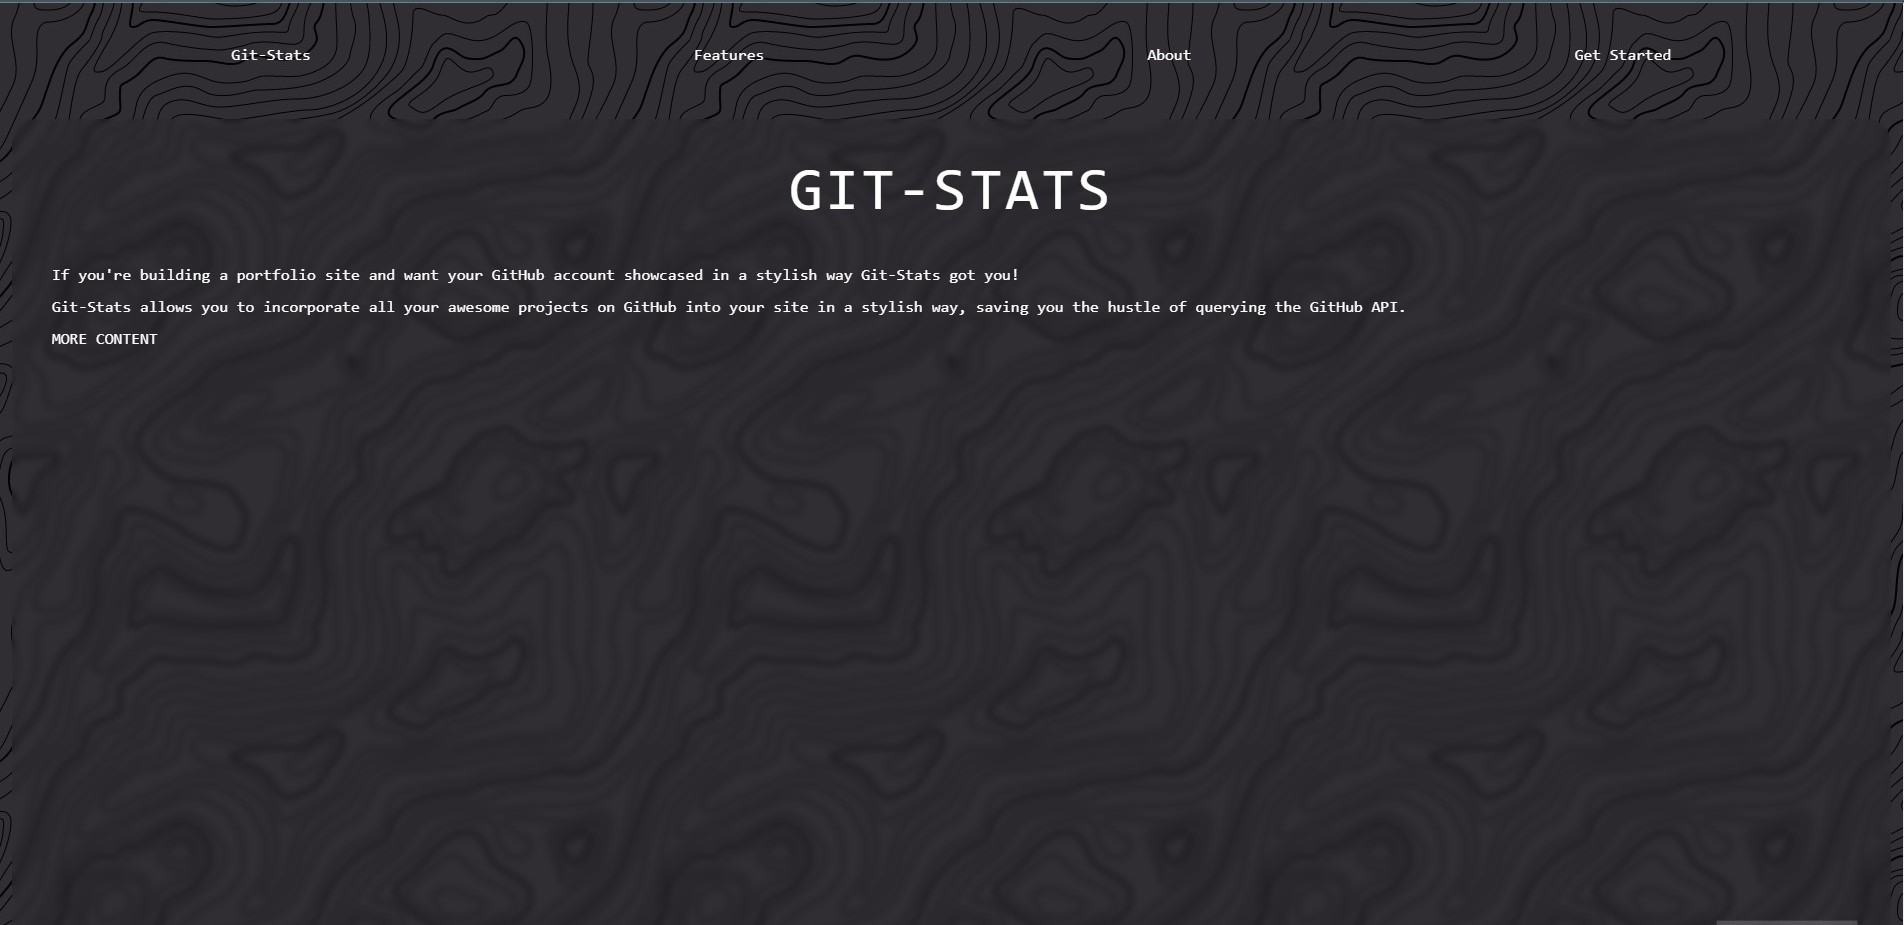 Git-Stats
Features
About
Get Started
GIT-STATS
If you're building a portfolio site and want your GitHub account showcased in a stylish way Git-Stats got you!
Git-Stats allows you to incorporate all your awesome projects on GitHub into your site in a stylish way, saving you the hustle of querying the GitHub API.
MORE CONTENT